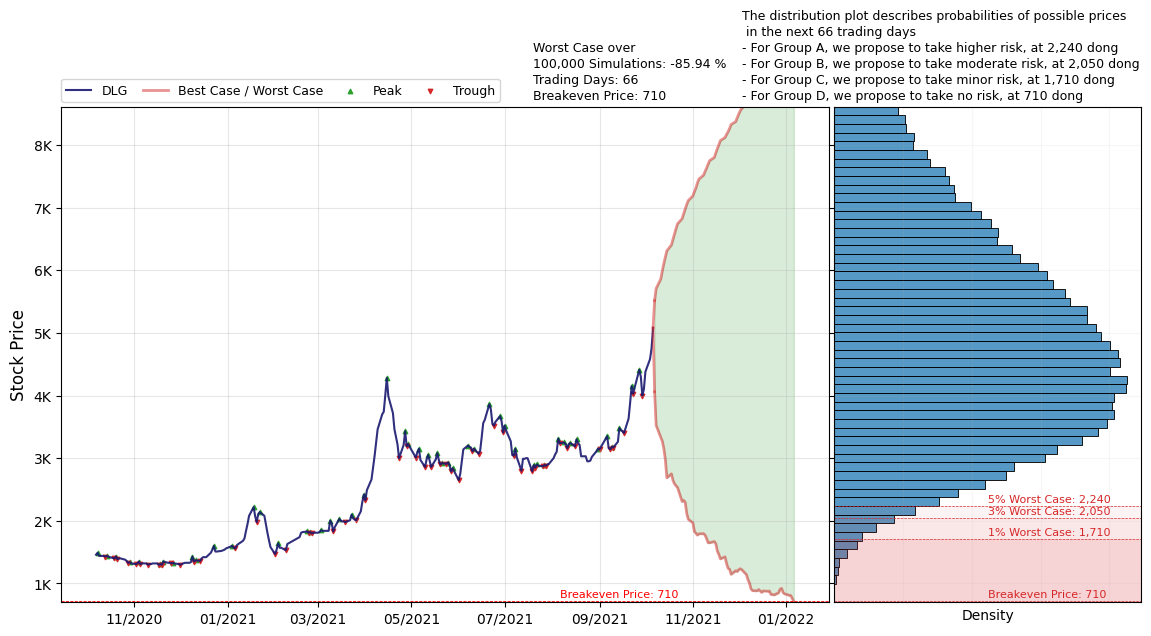 The distribution plot describes probabilities of possible prices
in the next 66 trading days
- For Group A, we propose to take higher risk, at 2,240 dong
- For Group B, we propose to take moderate risk, at 2,050 dong
- For Group C, we propose to take minor risk, at 1,710 dong
- For Group D, we propose to take no risk, at 710 dong
Worst Case over
100,000 Simulations: -85.94 %
Trading Days: 66
Breakeven Price: 710
DLG
Best Case / Worst Case
Peak
Trough
Stock Price
8K
7K
6K
5K
4K
3K
2K
1K
Breakeven Price: 710
11/2020
01/2021
03/2021
05/2021
07/2021
09/2021
11/2021
01/2022
5% Worst Case: 2,240
3% Worst Case: 2,050
1% Worst Case: 1,710
Breakeven Price: 710
Density